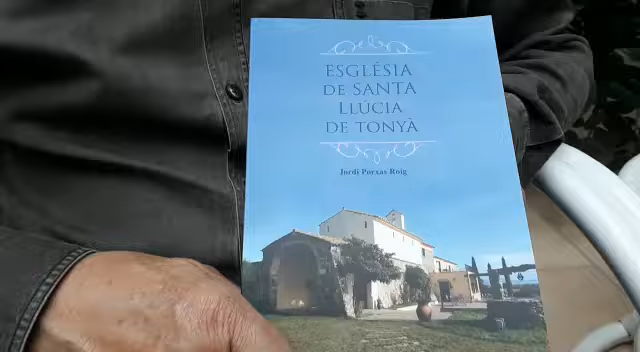 ESGLÉSIA
DE SANTA
LLÚCIA
DE TONYÀ
Jordi Porxas Roig